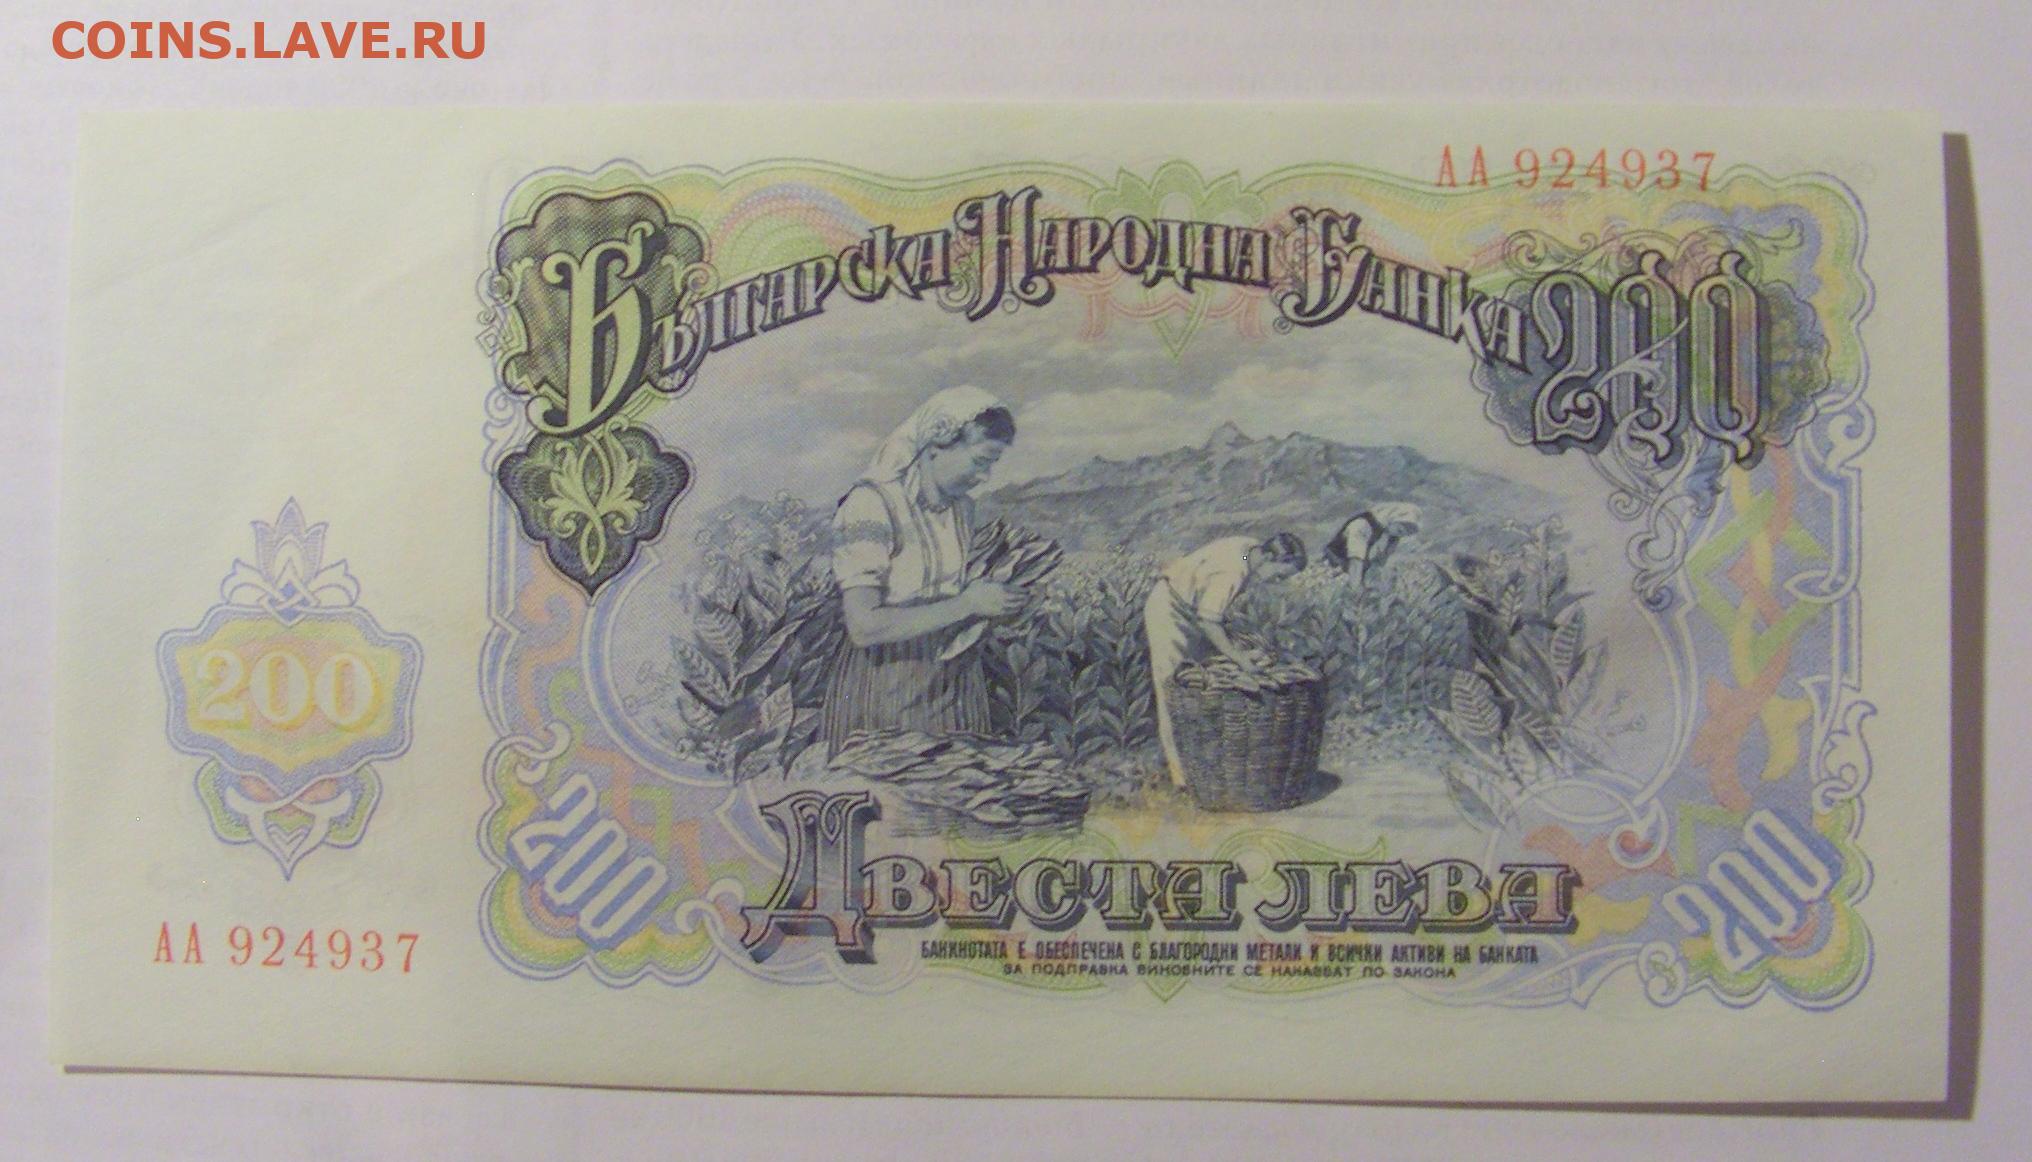 COINS.LAVE.RU
АА 924937
Българска Народна Банка 200
200
200
200
Двеста лева
АА 924937
БАНКНОТАТА Е ОБЕСПЕЧЕНА С БЛАГОРОДНИ МЕТАЛИ И ВСИЧКИ АКТИВИ НА БАНКАТА
ЗА ПОДПРАВКА ВИНОВНИТЕ СЕ НАКАЗВАТ ПО ЗАКОНА